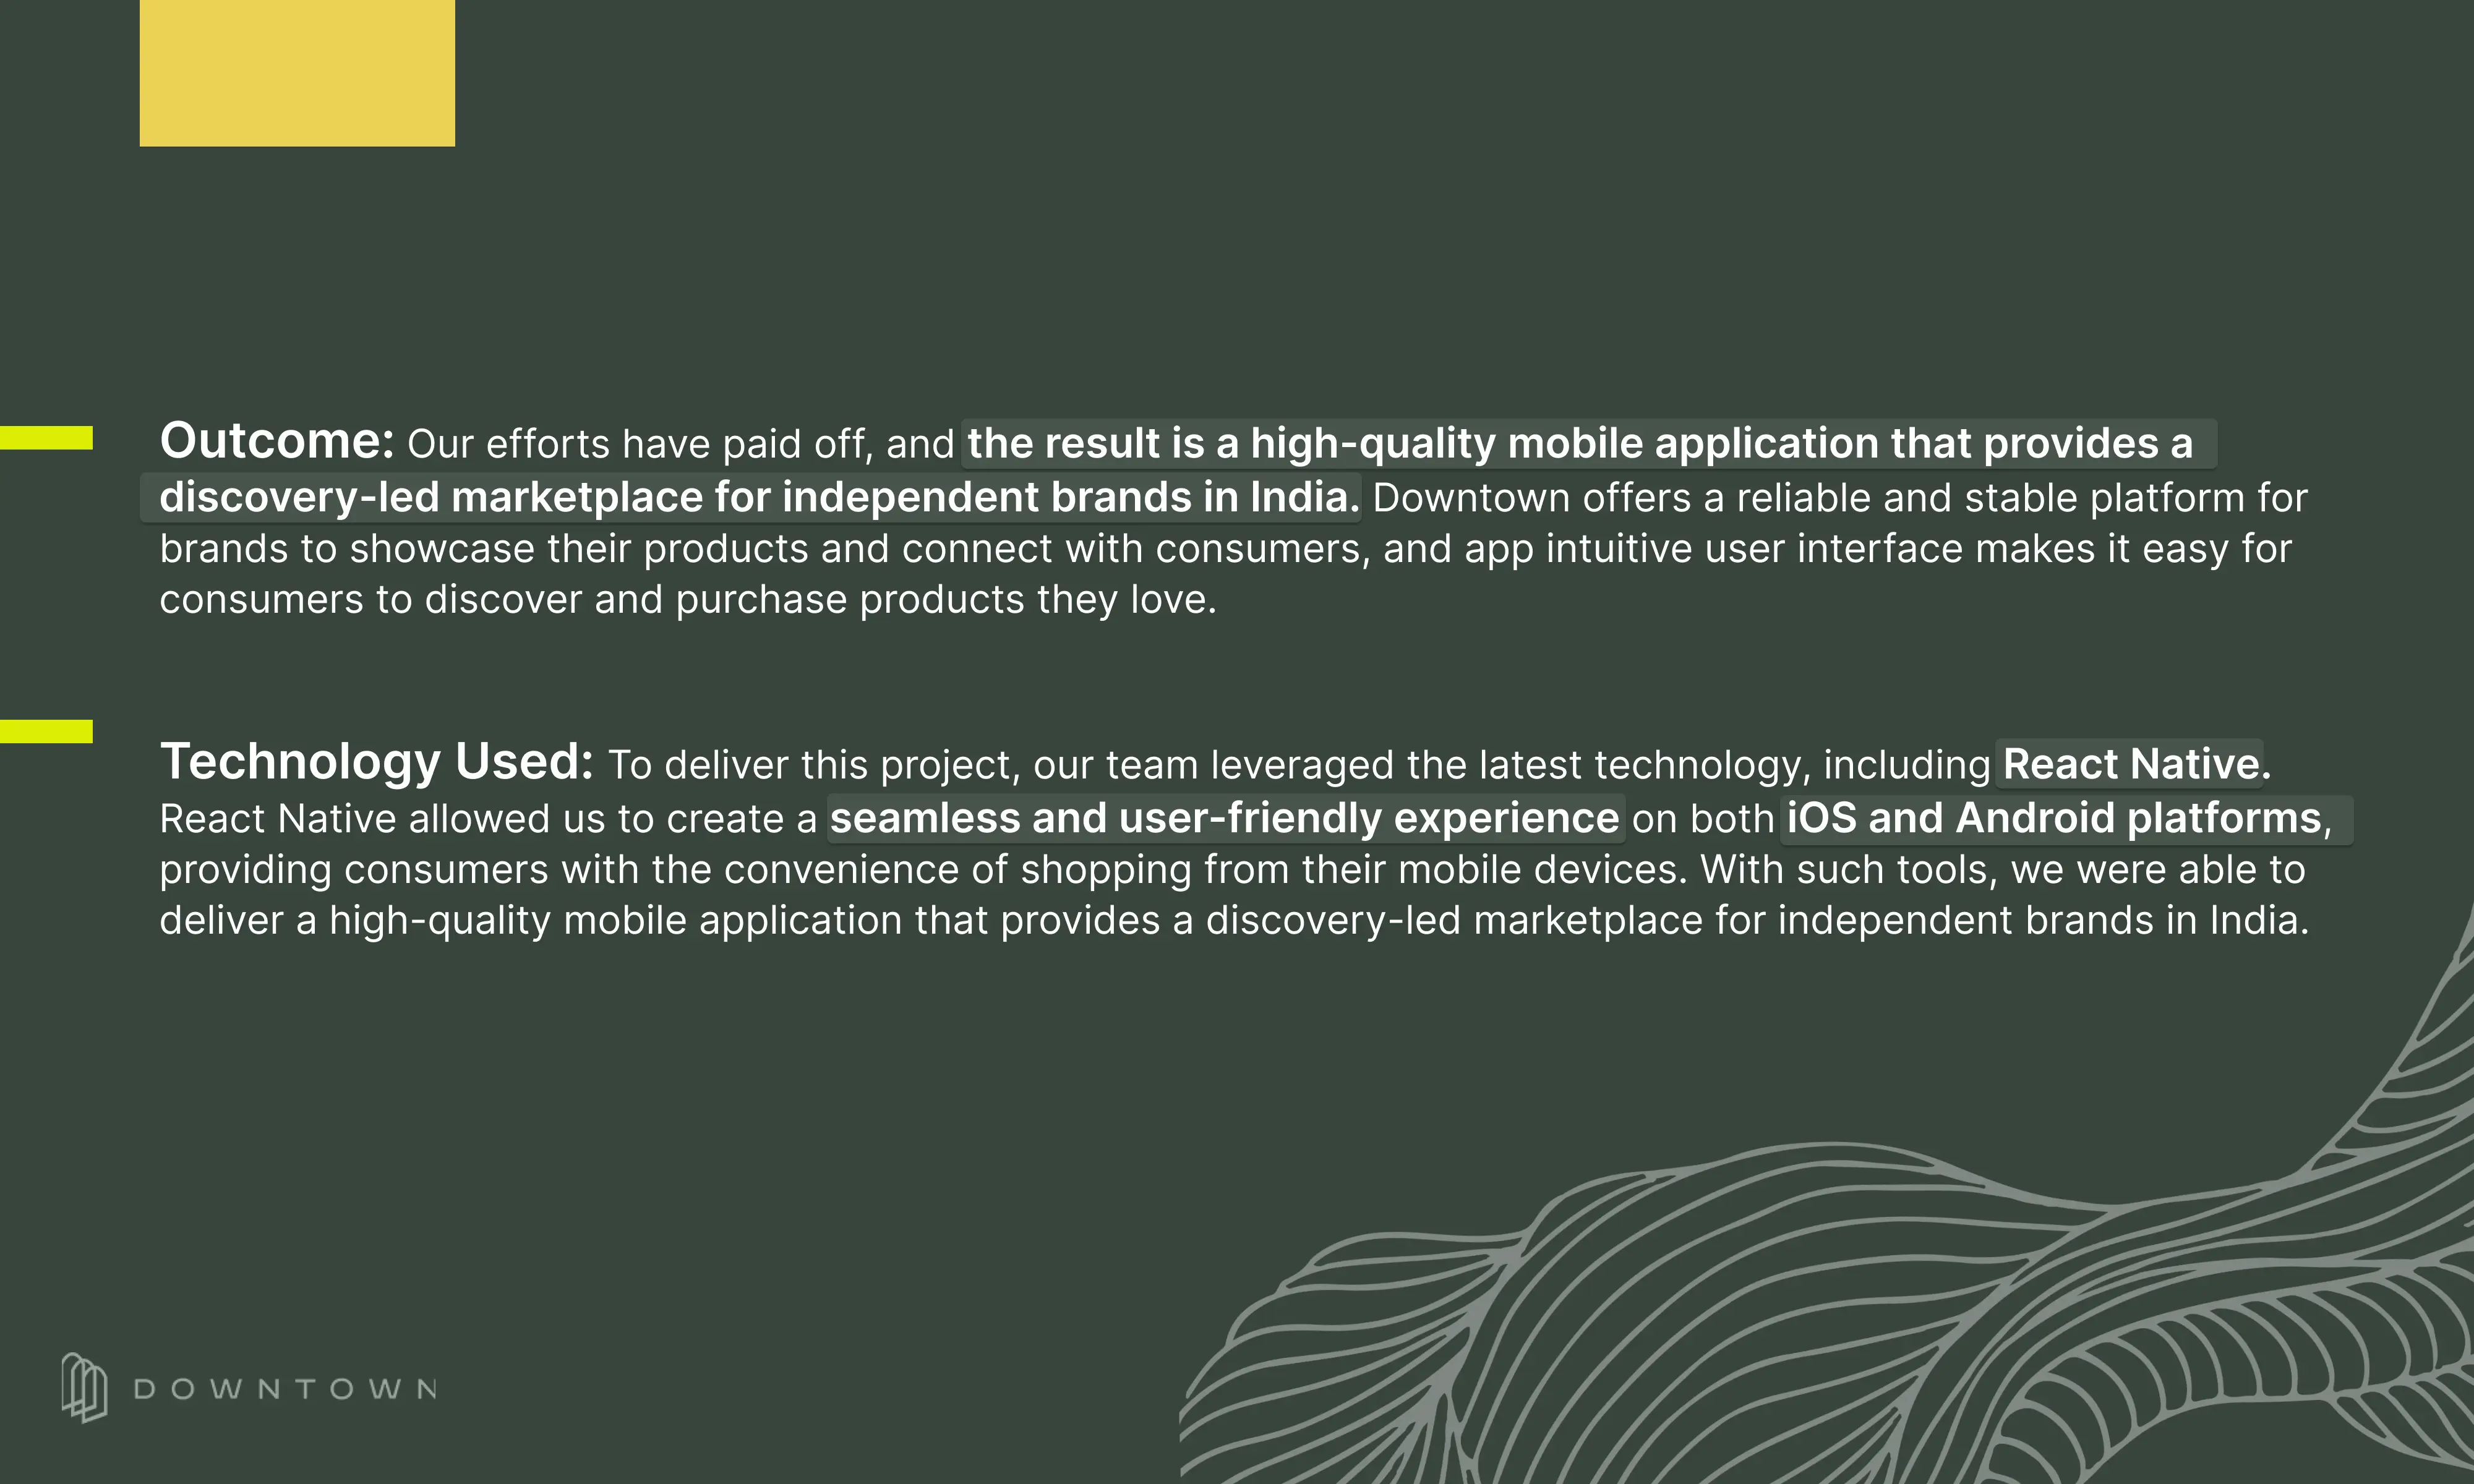 Outcome: Our efforts have paid off, and the result is a high-quality mobile application that provides a
discovery-led marketplace for independent brands in India. Downtown offers a reliable and stable platform for
brands to showcase their products and connect with consumers, and app intuitive user interface makes it easy for
consumers to discover and purchase products they love.
Technology Used: To deliver this project, our team leveraged the latest technology, including React Native.
React Native allowed us to create a seamless and user-friendly experience on both iOS and Android platforms,
providing consumers with the convenience of shopping from their mobile devices. With such tools, we were able to
deliver a high-quality mobile application that provides a discovery-led marketplace for independent brands in India.
DOWNTOWN